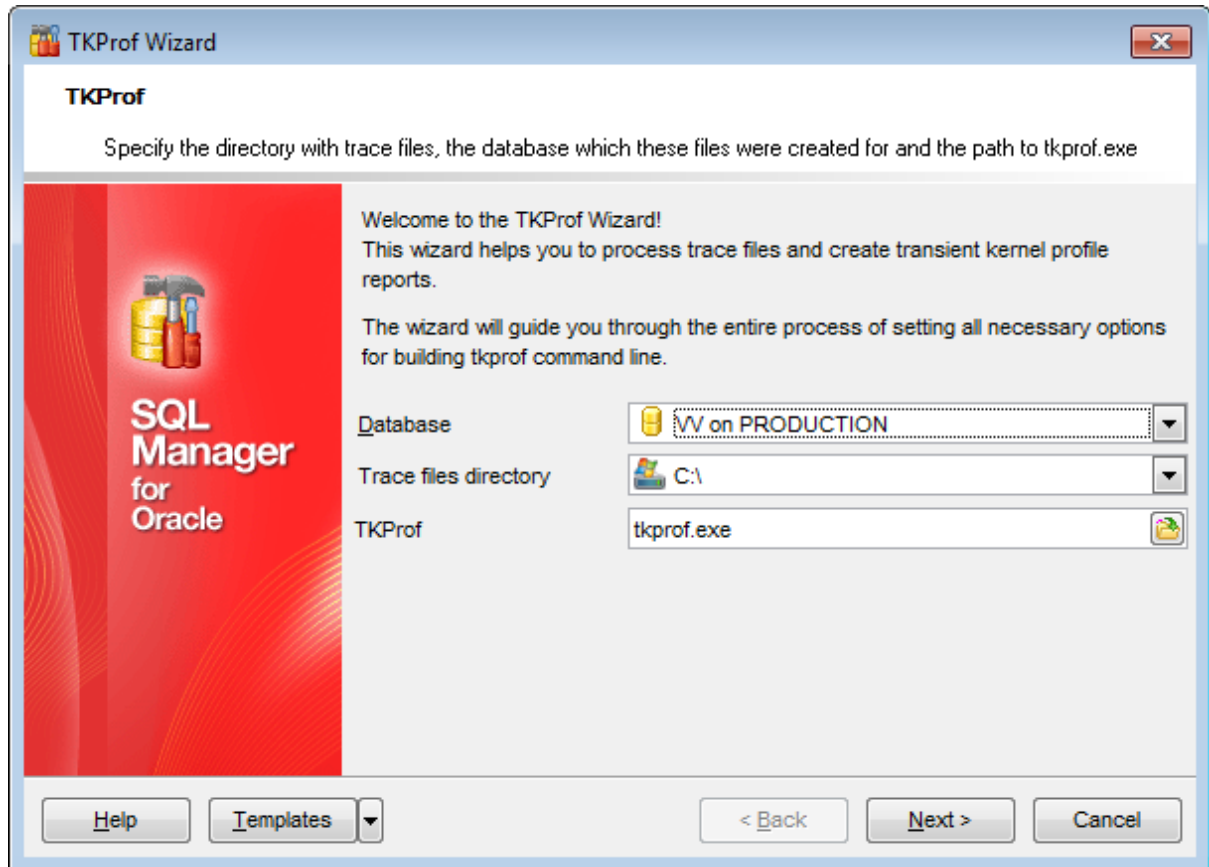 TKProf Wizard
TKProf
Specify the directory with trace files, the database which these files were created for and the path to tkprof.exe
Welcome to the TKProf Wizard!
This wizard helps you to process trace files and create transient kernel profile
reports.
The wizard will guide you through the entire process of setting all necessary options
for building tkprof command line.
SQL
Manager
for
Oracle
Database
VV on PRODUCTION
Trace files directory
C:\
TKProf
tkprof.exe
Help
Templates
< Back
Next >
Cancel